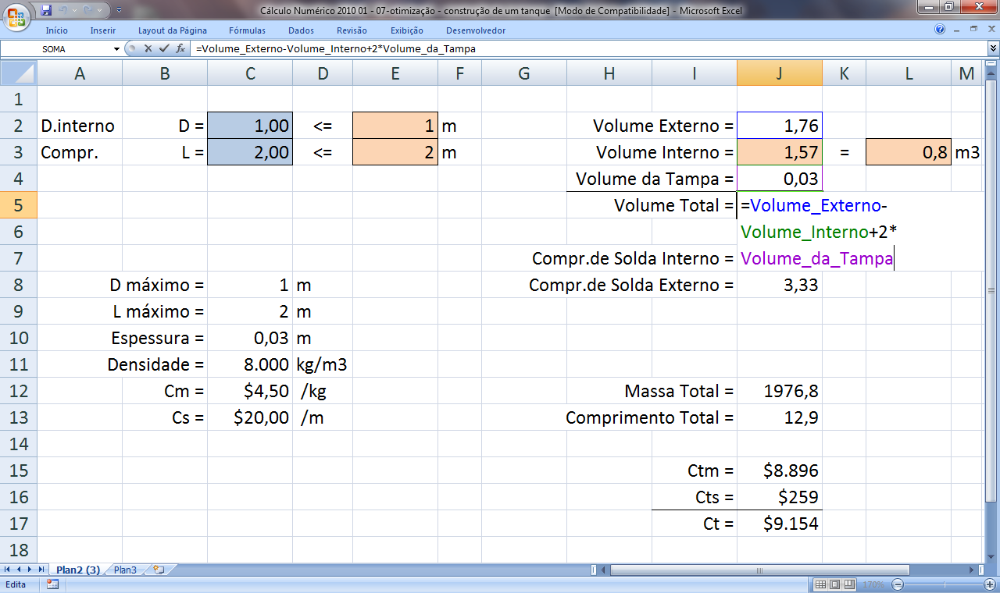 Cálculo Numérico 2010 01 - 07-otimização - construção de um tanque [Modo de Compatibilidade] - Microsoft Excel
Início Inserir Layout da Página Fórmulas Dados Revisão Exibição Desenvolvedor
SOMA fx =Volume_Externo-Volume_Interno+2*Volume_da_Tampa
A B C D E F G H I J K L M
1
2 D.interno D = 1,00 <= 1 m Volume Externo = 1,76
3 Compr. L = 2,00 <= 2 m Volume Interno = 1,57 = 0,8 m3
4 Volume da Tampa = 0,03
5 Volume Total = =Volume_Externo-
6 Volume_Interno+2*
7 Compr.de Solda Interno = Volume_da_Tampa
8 D máximo = 1 m Compr.de Solda Externo = 3,33
9 L máximo = 2 m
10 Espessura = 0,03 m
11 Densidade = 8.000 kg/m3
12 Cm = $4,50 /kg Massa Total = 1976,8
13 Cs = $20,00 /m Comprimento Total = 12,9
14
15 Ctm = $8.896
16 Cts = $259
17 Ct = $9.154
18
Plan2 (3) Plan3
Edita 170%